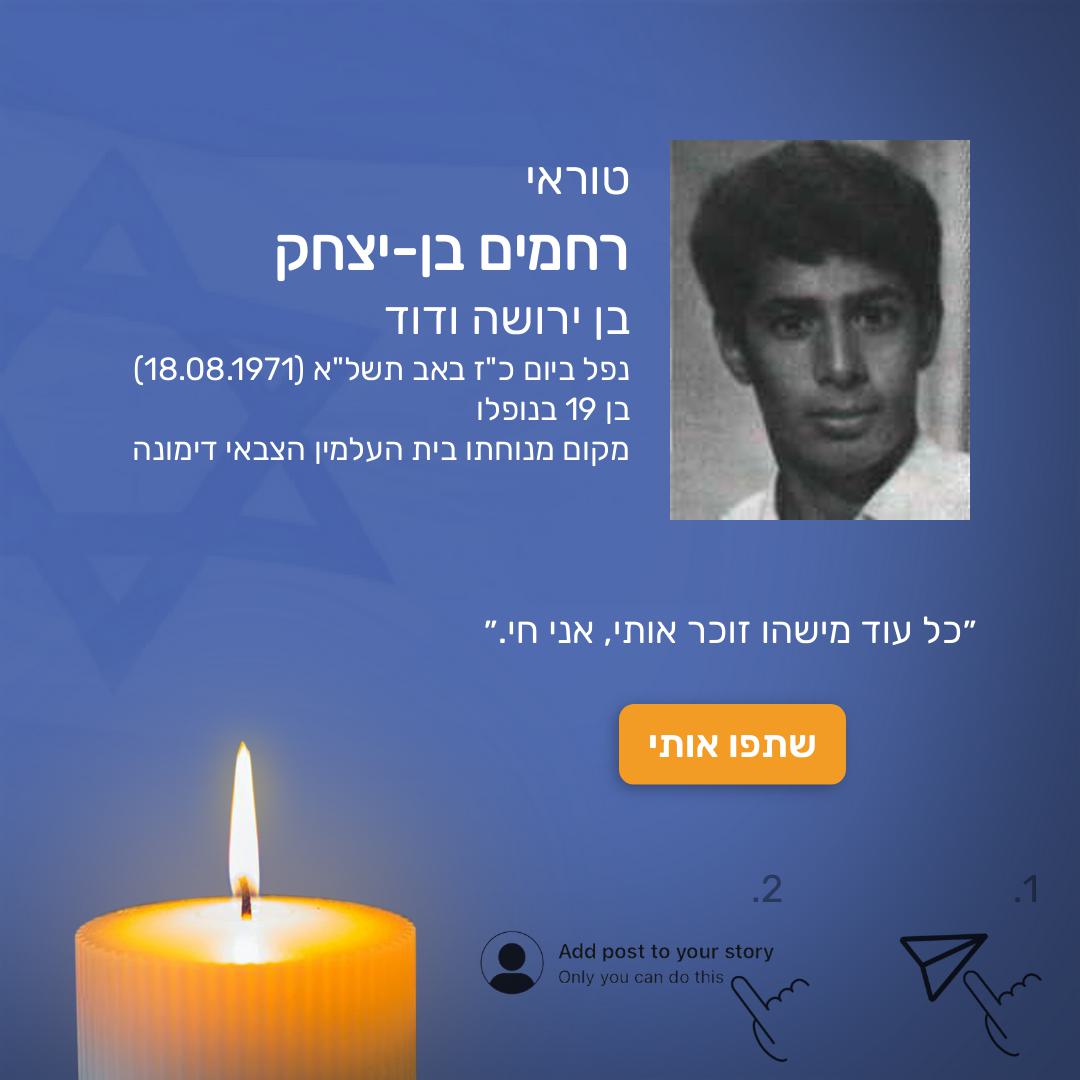 טוראי
רחמים בן-יצחק
בן ירושה ודוד
נפל ביום כ"ז באב תשל"א (18.08.1971)
בן 19 בנופלו
מקום מנוחתו בית העלמין הצבאי דימונה
״כל עוד מישהו זוכר אותי, אני חי.״
שתפו אותי
1.
2.
Add post to your story
Only you can do this